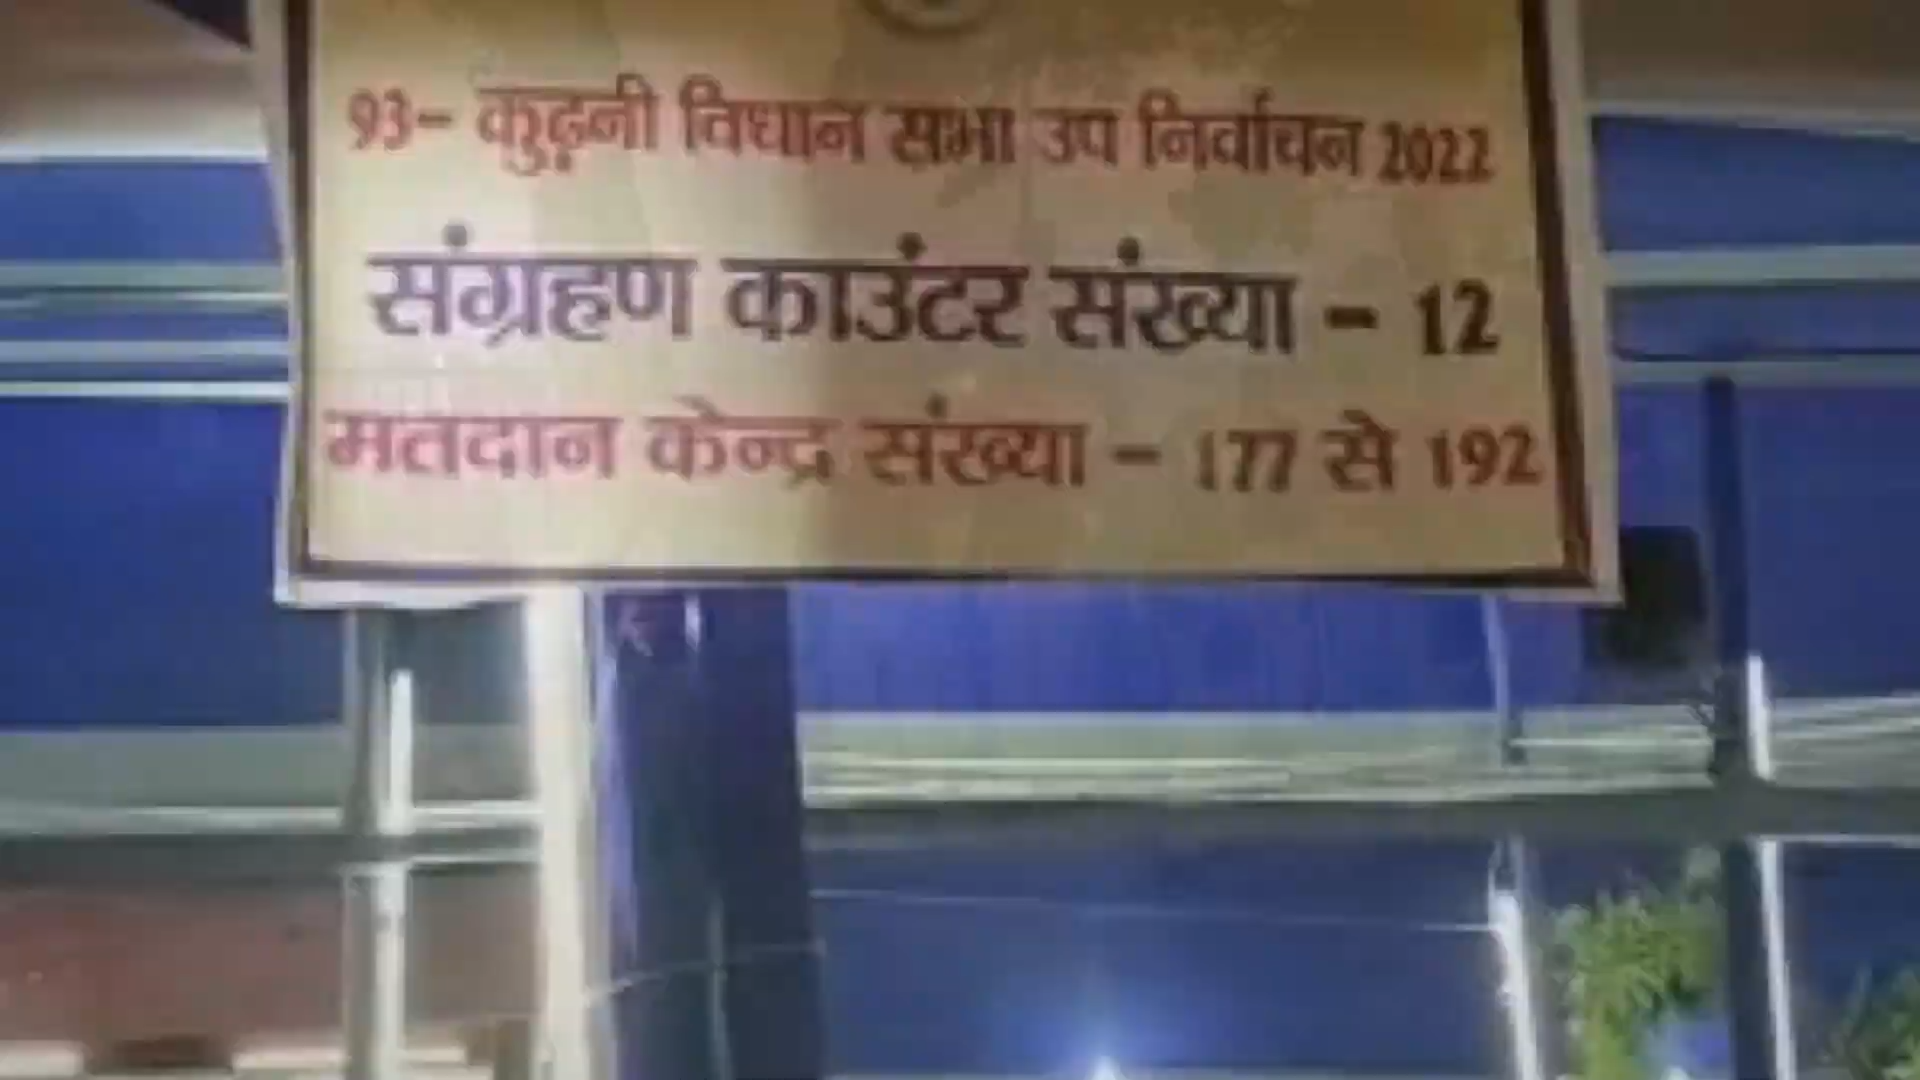 93- कुढ़नी विधान सभा उप निर्वाचन 2022
संग्रहण काउंटर संख्या - 12
मतदान केन्द्र संख्या - 177 से 192